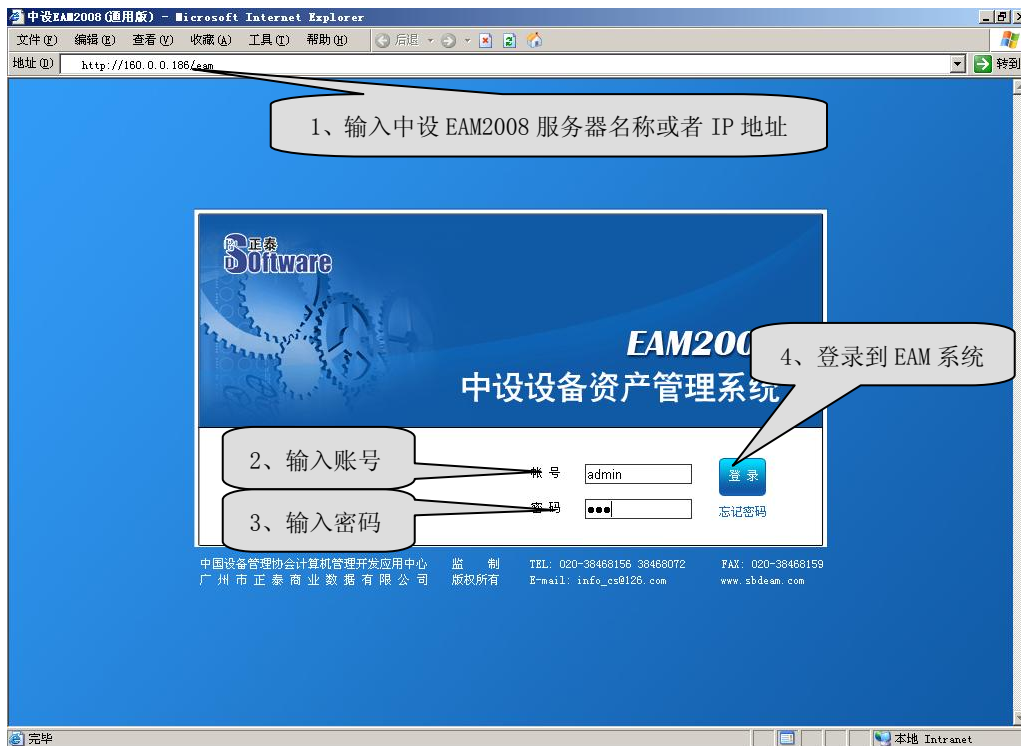 中设EAM2008(通用版) - Microsoft Internet Explorer
文件(F) 编辑(E) 查看(V) 收藏(A) 工具(T) 帮助(H) 后退
地址(D) http://160.0.0.186/eam 转到
1、输入中设 EAM2008 服务器名称或者 IP 地址
正泰
Software
EAM200
4、登录到 EAM 系统
中设设备资产管理系统
2、输入账号
帐 号 admin
登 录
3、输入密码
密 码 ●●●
忘记密码
中国设备管理协会计算机管理开发应用中心 监 制 TEL: 020-38468156 38468072 FAX: 020-38468159
广州市正泰商业数据有限公司 版权所有 E-mail: info_cs@126.com www.sbdeam.com
完毕 本地 Intranet